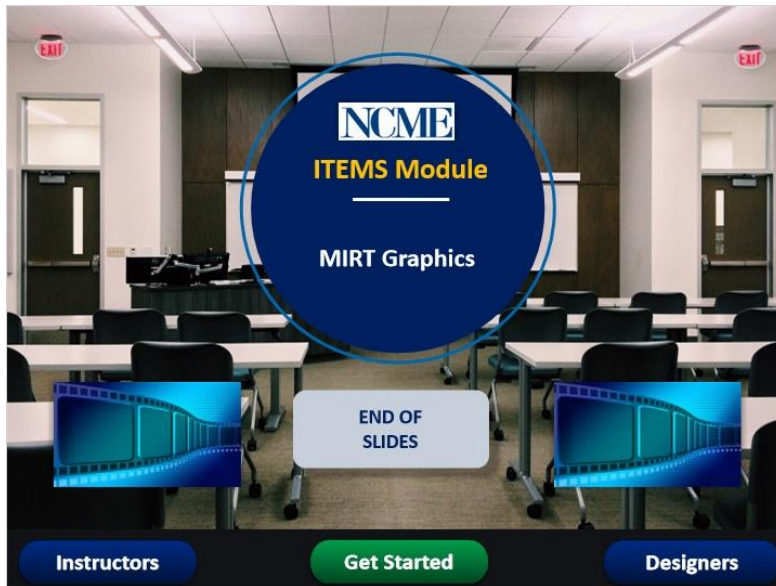 EXIT
EXIT
NCME
ITEMS Module
MIRT Graphics
END OF
SLIDES
Instructors
Get Started
Designers